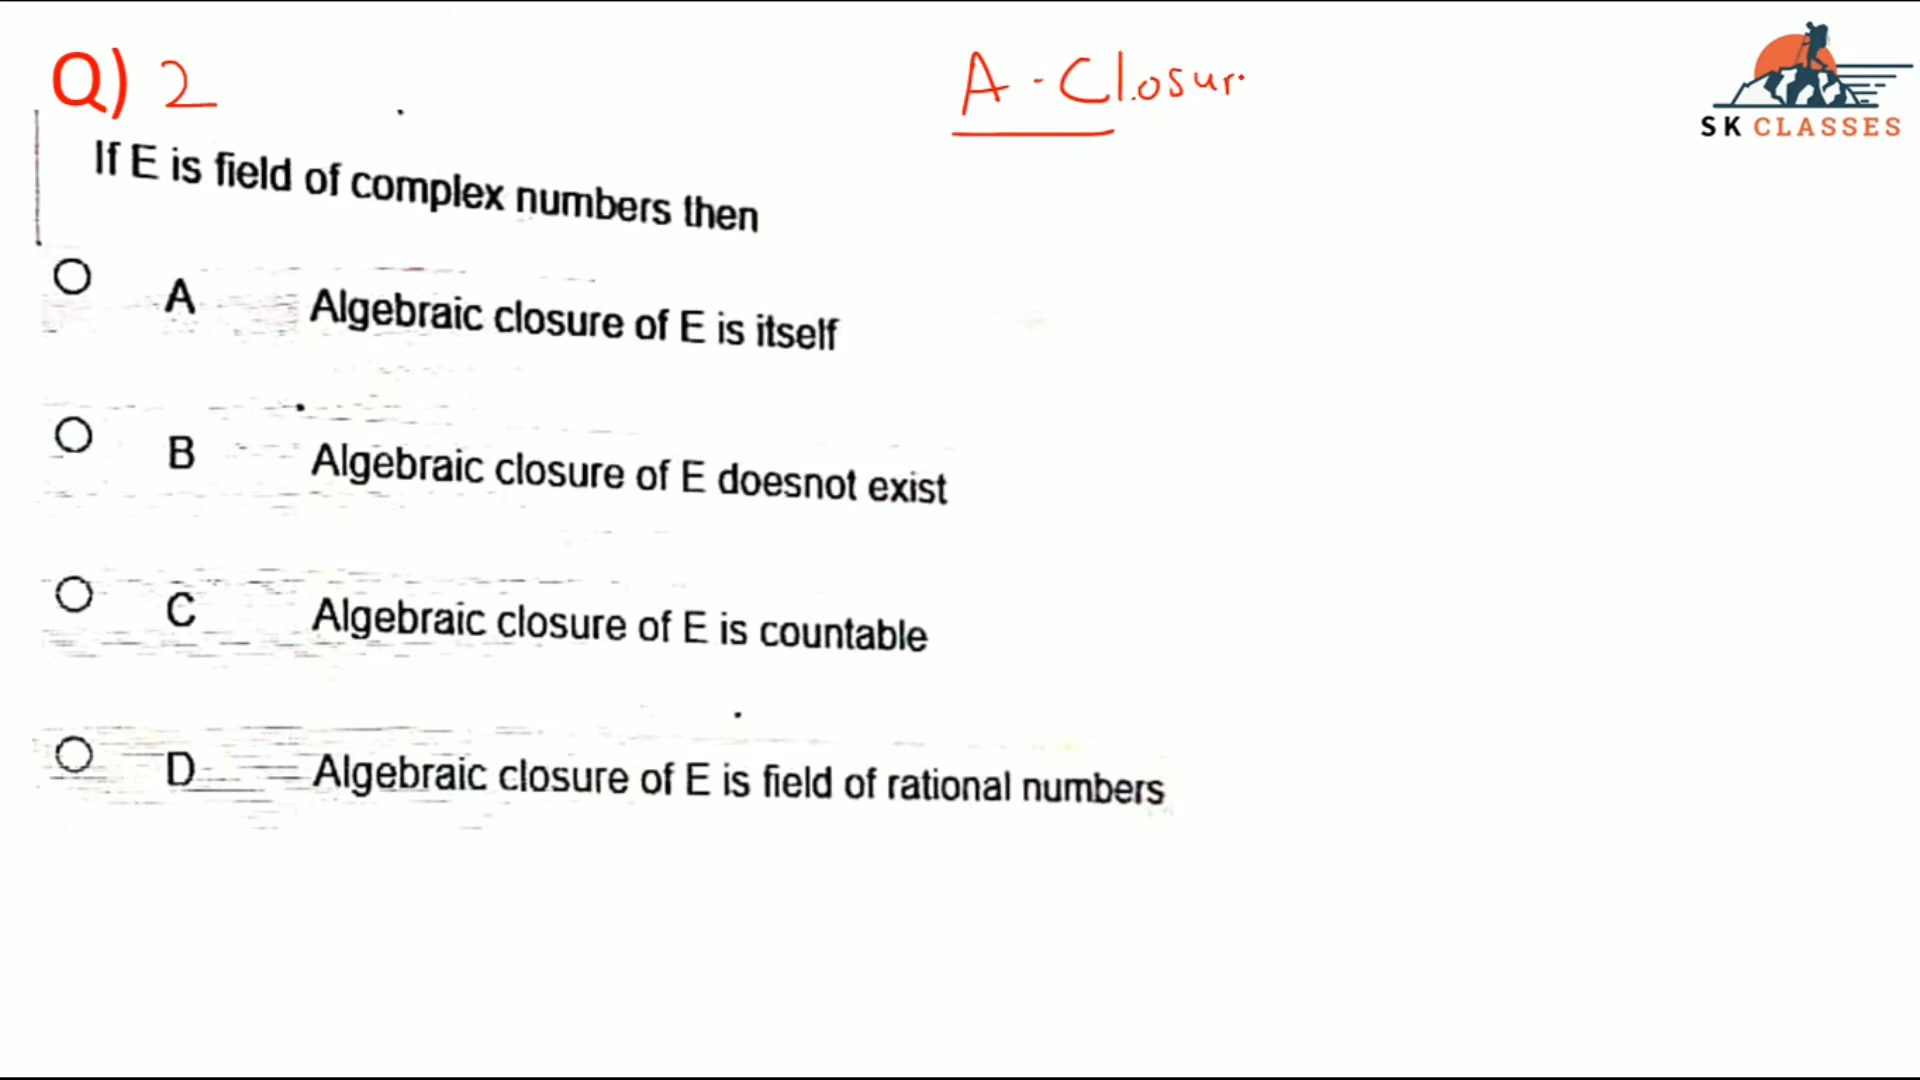 Q) 2
A - Closur
SK CLASSES
If E is field of complex numbers then
A Algebraic closure of E is itself
B Algebraic closure of E doesnot exist
C Algebraic closure of E is countable
D Algebraic closure of E is field of rational numbers